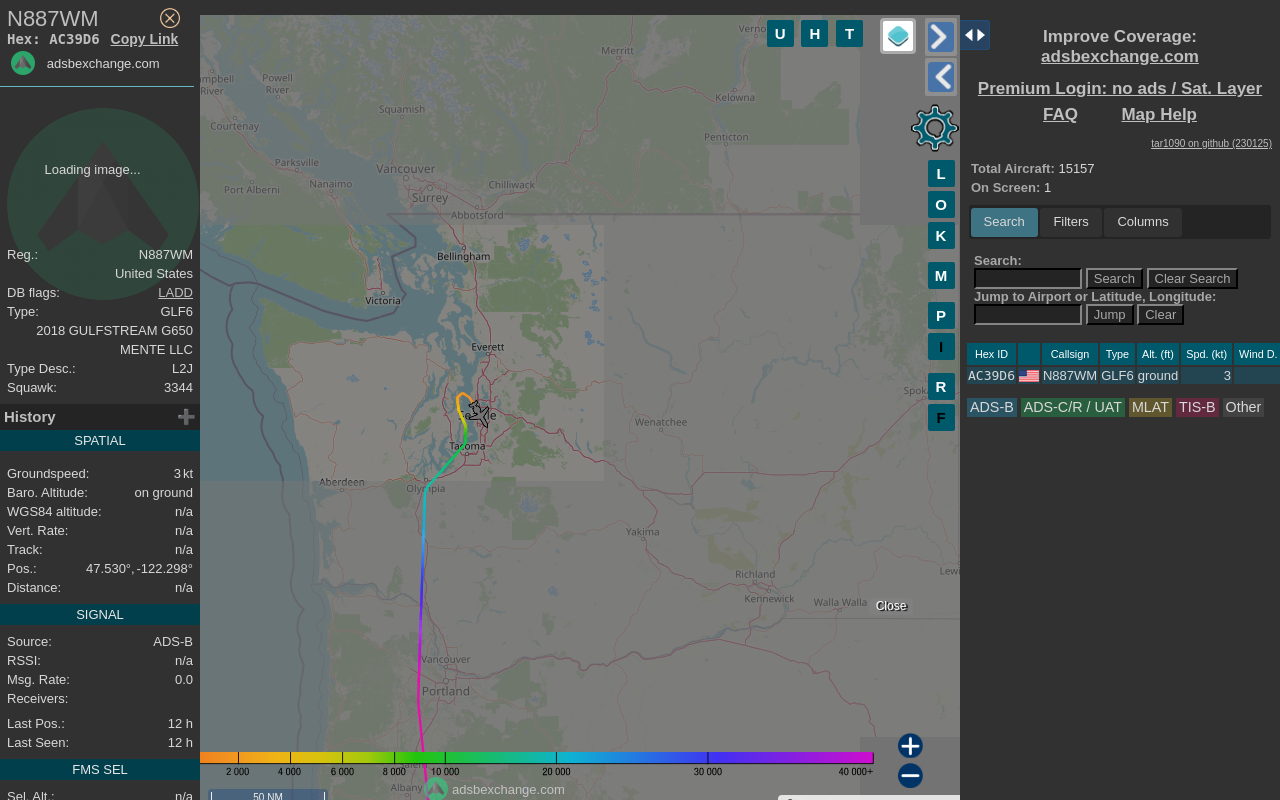 N887WM
Hex: AC39D6 Copy Link
adsbexchange.com
Loading image...
Reg.: N887WM
United States
DB flags: LADD
Type: GLF6
2018 GULFSTREAM G650
MENTE LLC
Type Desc.: L2J
Squawk: 3344
History
SPATIAL
Groundspeed: 3 kt
Baro. Altitude: on ground
WGS84 altitude: n/a
Vert. Rate: n/a
Track: n/a
Pos.: 47.530°, -122.298°
Distance: n/a
SIGNAL
Source: ADS-B
RSSI: n/a
Msg. Rate: 0.0
Receivers:
Last Pos.: 12 h
Last Seen: 12 h
FMS SEL
Sel. Alt.: n/a
U H T
L
O
K
M
P
I
R
F
Merritt
Powell
River
River
Squamish
Kelowna
Courtenay
Penticton
Parksville
Vancouver
Port Alberni
Nanaimo
Surrey
Chilliwack
Abbotsford
Bellingham
Victoria
Everett
Wenatchee
Tacoma
Aberdeen
Olympia
Yakima
Richland
Kennewick
Walla Walla
Close
Vancouver
Portland
Albany
2 000 4 000 6 000 8 000 10 000 20 000 30 000 40 000+
adsbexchange.com
50 NM
Improve Coverage:
adsbexchange.com
Premium Login: no ads / Sat. Layer
FAQ Map Help
tar1090 on github (230125)
Total Aircraft: 15157
On Screen: 1
Search Filters Columns
Search:
Search Clear Search
Jump to Airport or Latitude, Longitude:
Jump Clear
Hex ID Callsign Type Alt. (ft) Spd. (kt) Wind D.
AC39D6 N887WM GLF6 ground 3
ADS-B ADS-C/R / UAT MLAT TIS-B Other